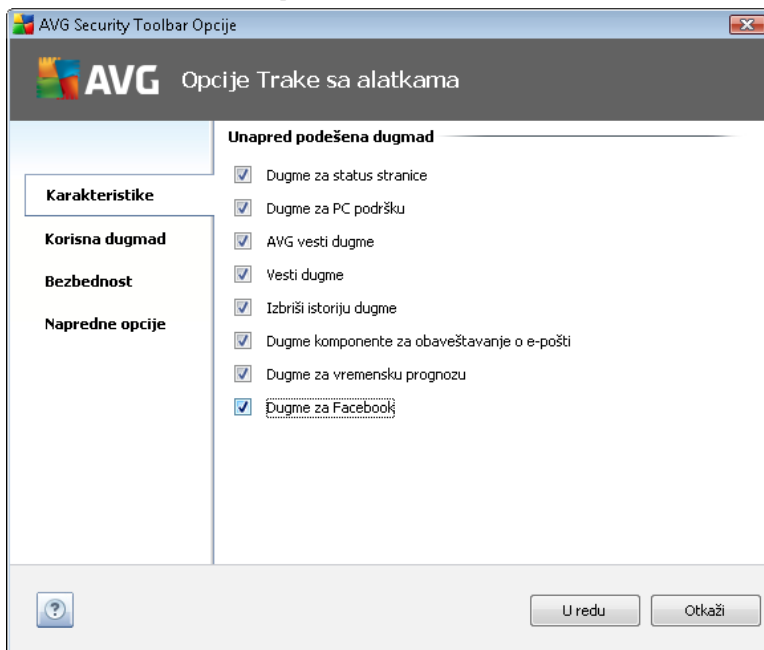 AVG Security Toolbar Opcije
AVG Opcije Trake sa alatkama
Karakteristike
Korisna dugmad
Bezbednost
Napredne opcije
Unapred podešena dugmad
Dugme za status stranice
Dugme za PC podršku
AVG vesti dugme
Vesti dugme
Izbriši istoriju dugme
Dugme komponente za obaveštavanje o e-pošti
Dugme za vremensku prognozu
Dugme za Facebook
?
U redu
Otkaži